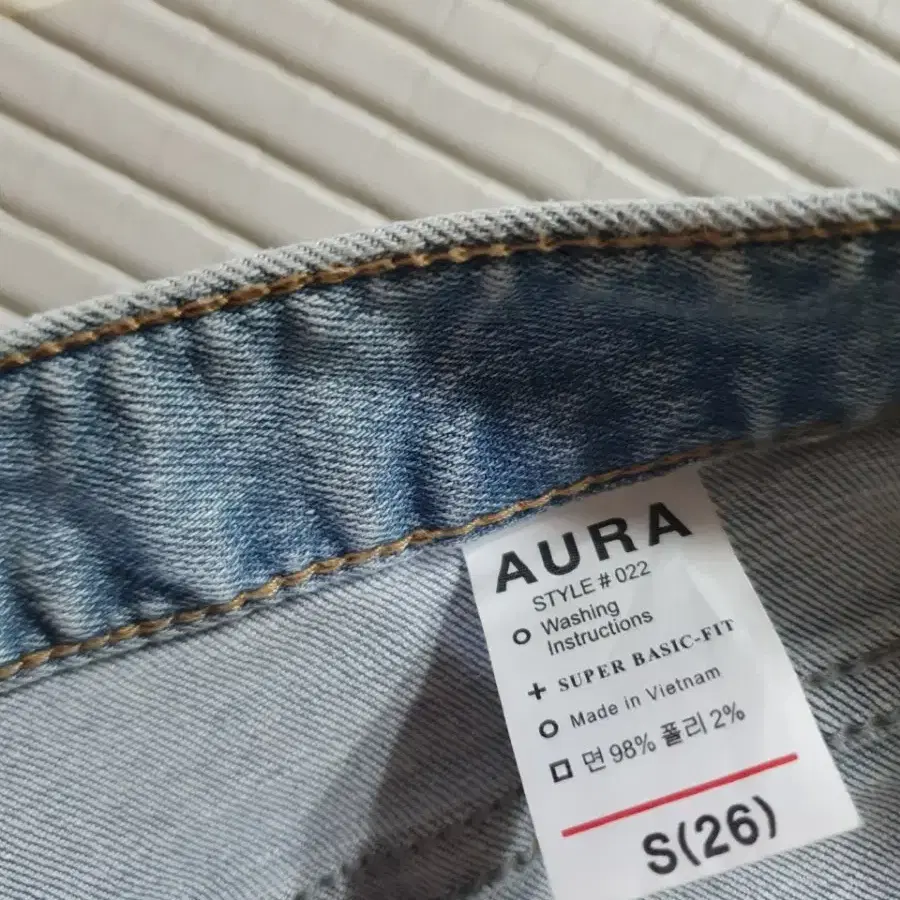 AURA
STYLE # 022
Washing
Instructions
SUPER BASIC-FIT
Made in Vietnam
면 98% 폴리 2%
S(26)